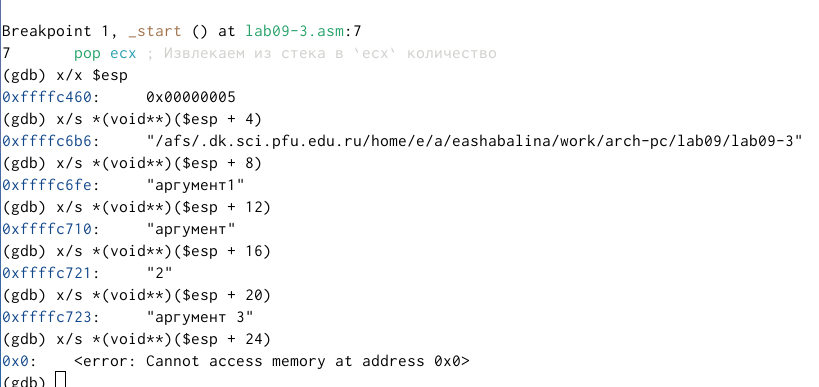 Breakpoint 1, _start () at lab09-3.asm:7
7       pop ecx ; Извлекаем из стека в `ecx` количество
(gdb) x/x $esp
0xffffc460:     0x00000005
(gdb) x/s *(void**)($esp + 4)
0xffffc6b6:     "/afs/.dk.sci.pfu.edu.ru/home/e/a/eashabalina/work/arch-pc/lab09/lab09-3"
(gdb) x/s *(void**)($esp + 8)
0xffffc6fe:     "аргумент1"
(gdb) x/s *(void**)($esp + 12)
0xffffc710:     "аргумент"
(gdb) x/s *(void**)($esp + 16)
0xffffc721:     "2"
(gdb) x/s *(void**)($esp + 20)
0xffffc723:     "аргумент 3"
(gdb) x/s *(void**)($esp + 24)
0x0:    <error: Cannot access memory at address 0x0>
(gdb)